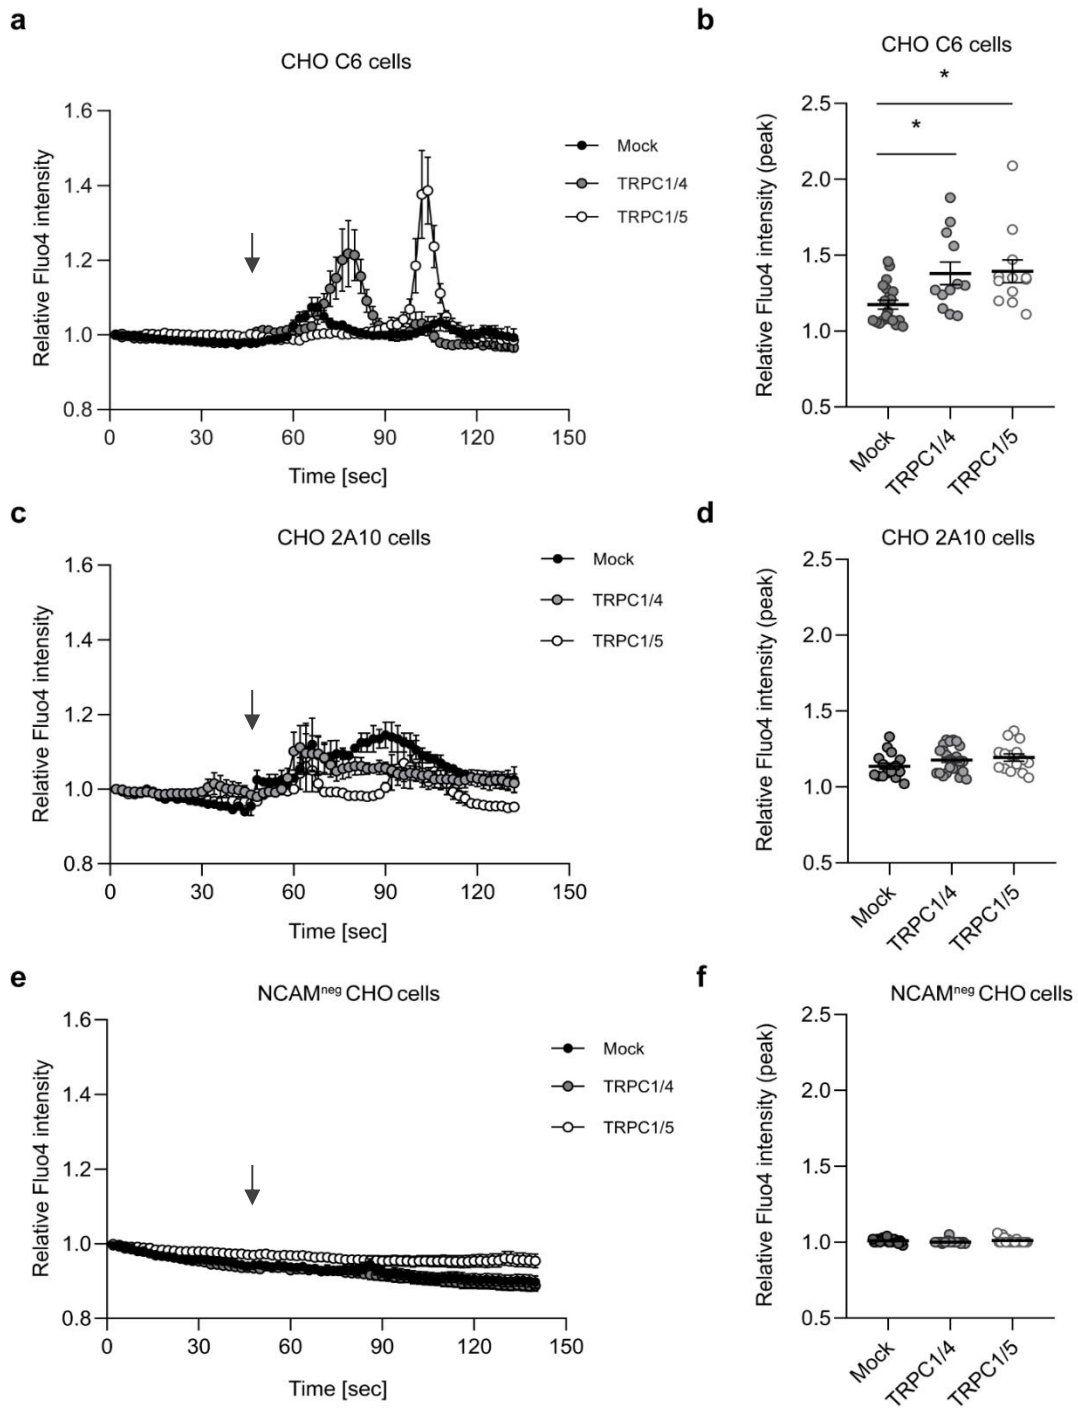 a
CHO C6 cells
Relative Fluo4 intensity
1.6
1.4
1.2
1.0
0.8
0
30
60
90
120
150
Time [sec]
Mock
TRPC1/4
TRPC1/5
b
CHO C6 cells
*
*
Relative Fluo4 intensity (peak)
2.5
2.0
1.5
1.0
0.5
Mock
TRPC1/4
TRPC1/5
c
CHO 2A10 cells
Relative Fluo4 intensity
1.6
1.4
1.2
1.0
0.8
0
30
60
90
120
150
Time [sec]
Mock
TRPC1/4
TRPC1/5
d
CHO 2A10 cells
Relative Fluo4 intensity (peak)
2.5
2.0
1.5
1.0
0.5
Mock
TRPC1/4
TRPC1/5
e
NCAMⁿᵉᵍ CHO cells
Relative Fluo4 intensity
1.6
1.4
1.2
1.0
0.8
0
30
60
90
120
150
Time [sec]
Mock
TRPC1/4
TRPC1/5
f
NCAMⁿᵉᵍ CHO cells
Relative Fluo4 intensity (peak)
2.5
2.0
1.5
1.0
0.5
Mock
TRPC1/4
TRPC1/5